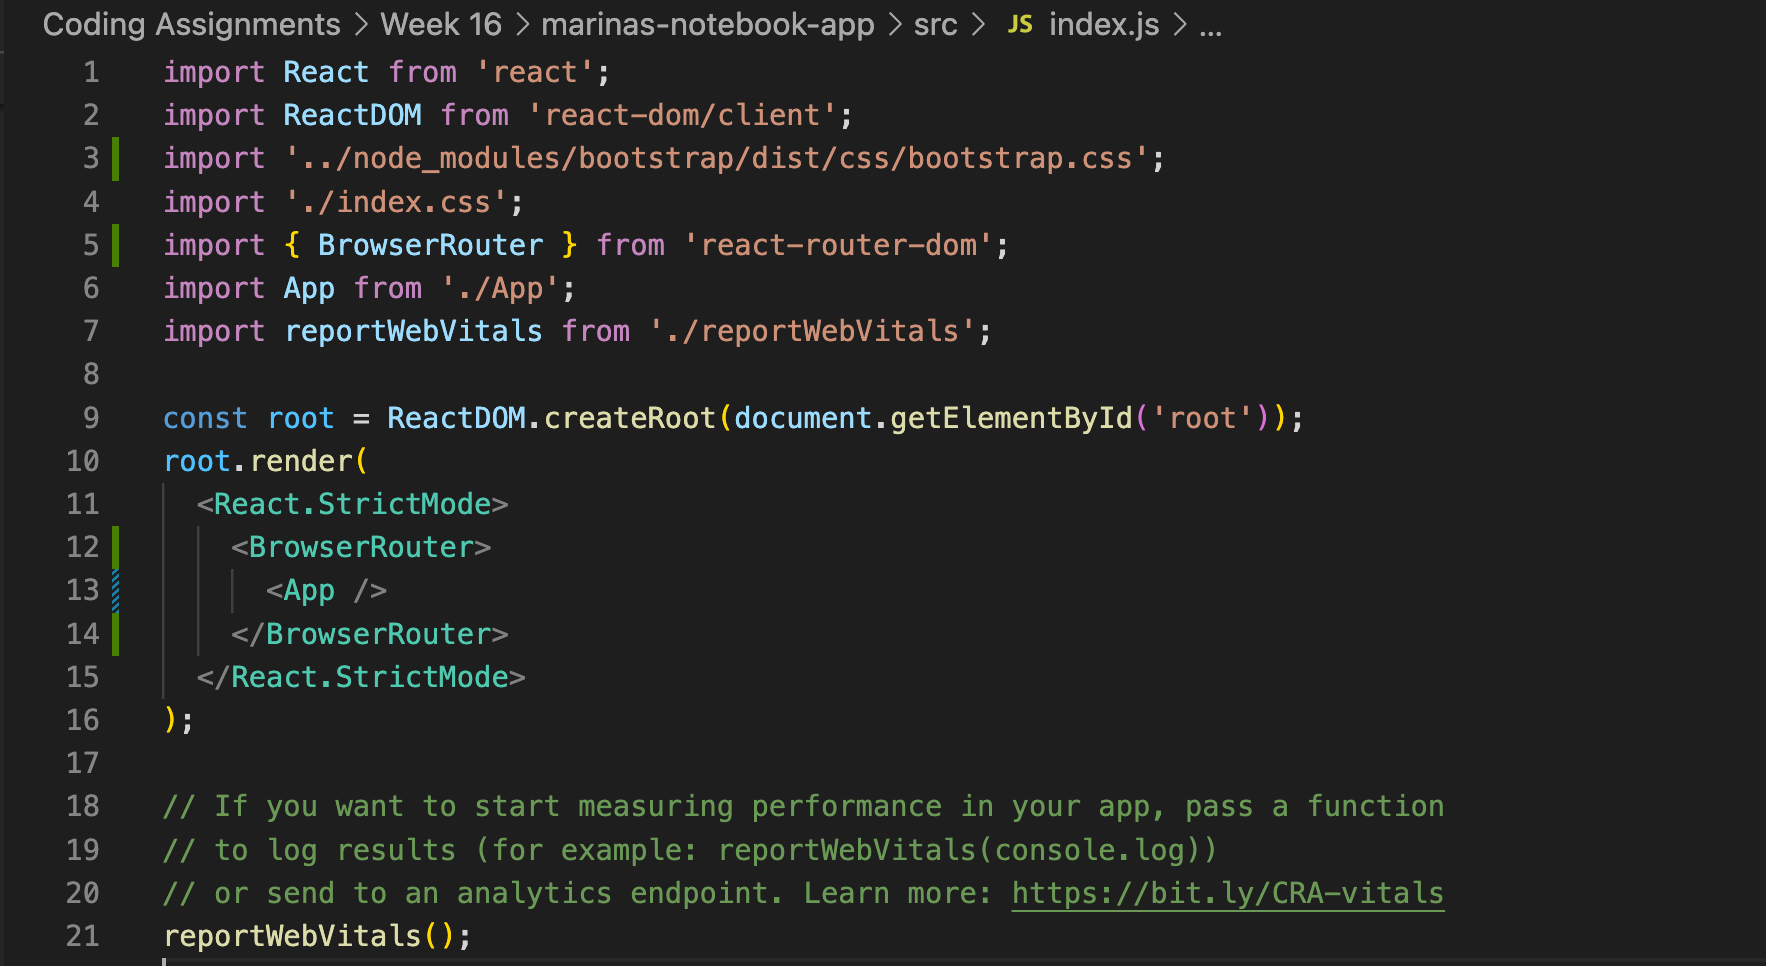 Coding Assignments > Week 16 > marinas-notebook-app > src > JS index.js > ...
1 import React from 'react';
2 import ReactDOM from 'react-dom/client';
3 import '../node_modules/bootstrap/dist/css/bootstrap.css';
4 import './index.css';
5 import { BrowserRouter } from 'react-router-dom';
6 import App from './App';
7 import reportWebVitals from './reportWebVitals';
8
9 const root = ReactDOM.createRoot(document.getElementById('root'));
10 root.render(
11   <React.StrictMode>
12     <BrowserRouter>
13       <App />
14     </BrowserRouter>
15   </React.StrictMode>
16 );
17
18 // If you want to start measuring performance in your app, pass a function
19 // to log results (for example: reportWebVitals(console.log))
20 // or send to an analytics endpoint. Learn more: https://bit.ly/CRA-vitals
21 reportWebVitals();